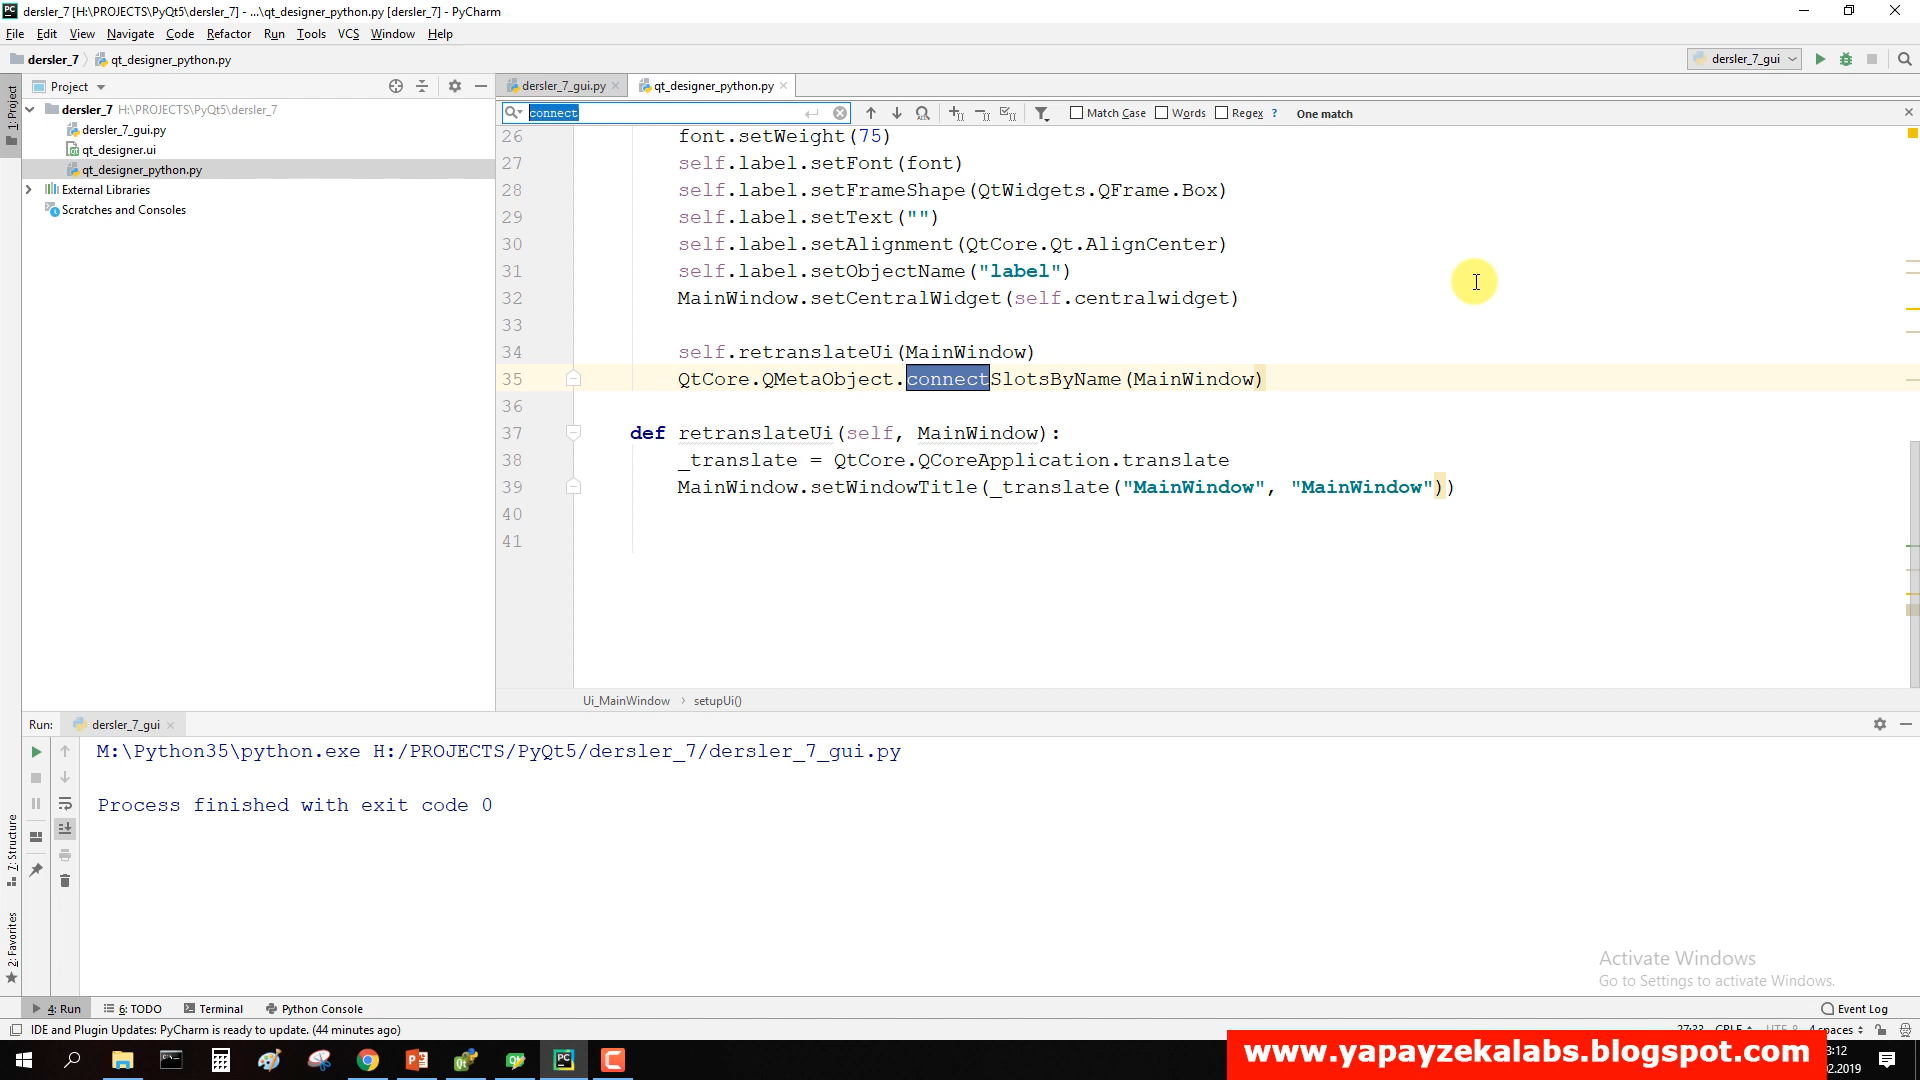 dersler_7 [H:\PROJECTS\PyQt5\dersler_7] - ...\qt_designer_python.py [dersler_7] - PyCharm
File Edit View Navigate Code Refactor Run Tools VCS Window Help
dersler_7 qt_designer_python.py
dersler_7_gui
1: Project
Project
dersler_7_gui.py
qt_designer_python.py
dersler_7 H:\PROJECTS\PyQt5\dersler_7
dersler_7_gui.py
qt_designer.ui
qt_designer_python.py
External Libraries
Scratches and Consoles
connect
Match Case Words Regex ? One match
26 font.setWeight(75)
27 self.label.setFont(font)
28 self.label.setFrameShape(QtWidgets.QFrame.Box)
29 self.label.setText("")
30 self.label.setAlignment(QtCore.Qt.AlignCenter)
31 self.label.setObjectName("label")
32 MainWindow.setCentralWidget(self.centralwidget)
33
34 self.retranslateUi(MainWindow)
35 QtCore.QMetaObject.connectSlotsByName(MainWindow)
36
37 def retranslateUi(self, MainWindow):
38 _translate = QtCore.QCoreApplication.translate
39 MainWindow.setWindowTitle(_translate("MainWindow", "MainWindow"))
40
41
Ui_MainWindow › setupUi()
Run: dersler_7_gui
M:\Python35\python.exe H:/PROJECTS/PyQt5/dersler_7/dersler_7_gui.py
Process finished with exit code 0
7: Structure
2: Favorites
Activate Windows
Go to Settings to activate Windows.
4: Run 6: TODO Terminal Python Console
Event Log
IDE and Plugin Updates: PyCharm is ready to update. (44 minutes ago)
www.yapayzekalabs.blogspot.com